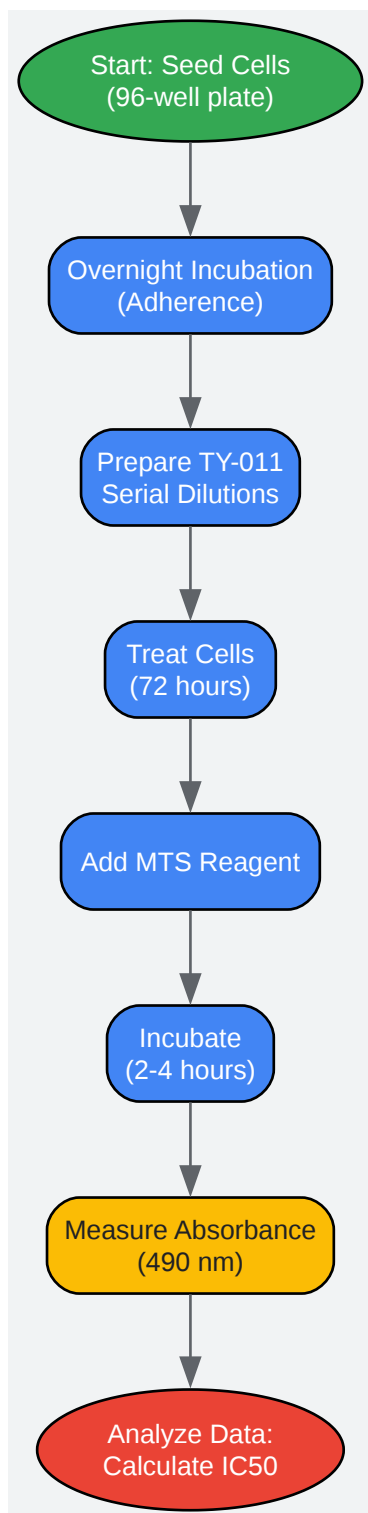 Start: Seed Cells
(96-well plate)
Overnight Incubation
(Adherence)
Prepare TY-011
Serial Dilutions
Treat Cells
(72 hours)
Add MTS Reagent
Incubate
(2-4 hours)
Measure Absorbance
(490 nm)
Analyze Data:
Calculate IC50